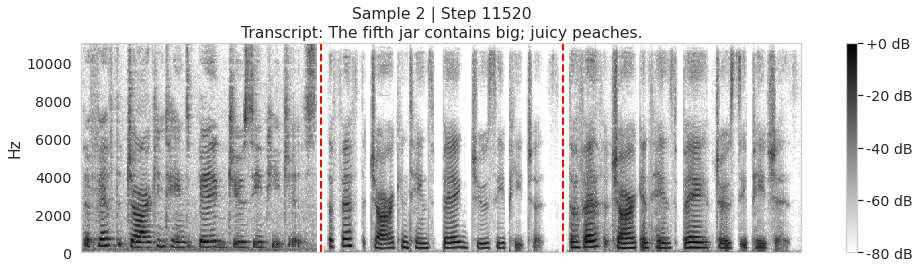 Sample 2 | Step 11520
Transcript: The fifth jar contains big; juicy peaches.
Hz
10000
8000
6000
4000
2000
0
+0 dB
-20 dB
-40 dB
-60 dB
-80 dB